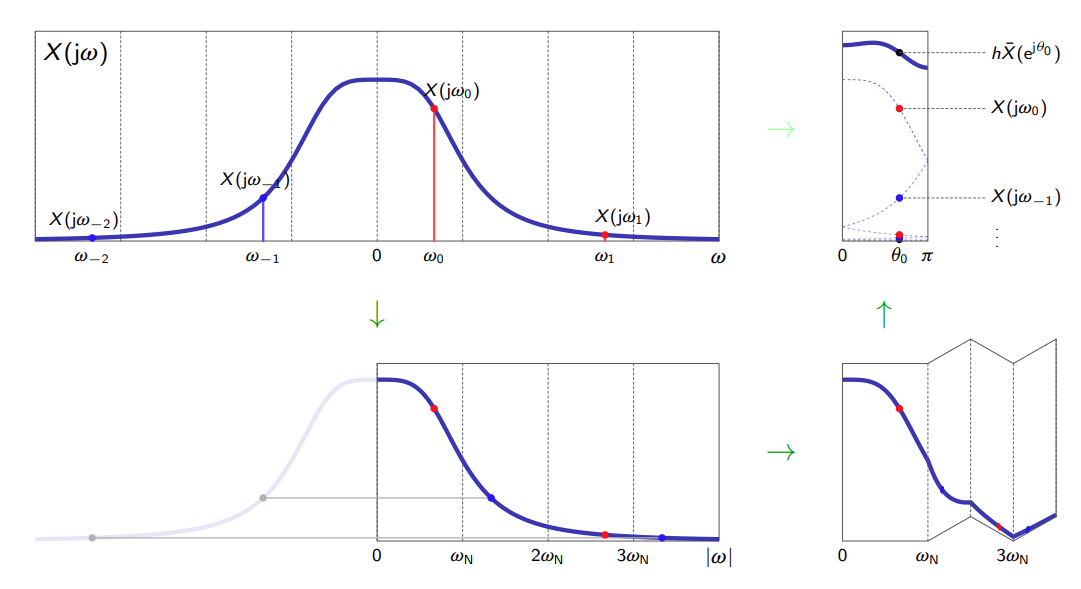 X(jω)
X(jω₀)
X(jω₋₁)
X(jω₋₂)
X(jω₁)
ω₋₂ ω₋₁ 0 ω₀ ω₁ ω
→
hX̄(e^{jθ₀})
X(jω₀)
X(jω₋₁)
⋮
0 θ₀ π
↓
↑
→
0 ω_N 2ω_N 3ω_N |ω|
0 ω_N 3ω_N